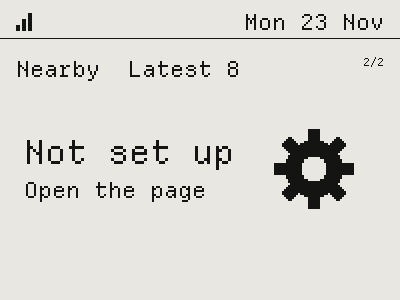 Mon 23 Nov
Nearby Latest 8 2/2
Not set up
Open the page